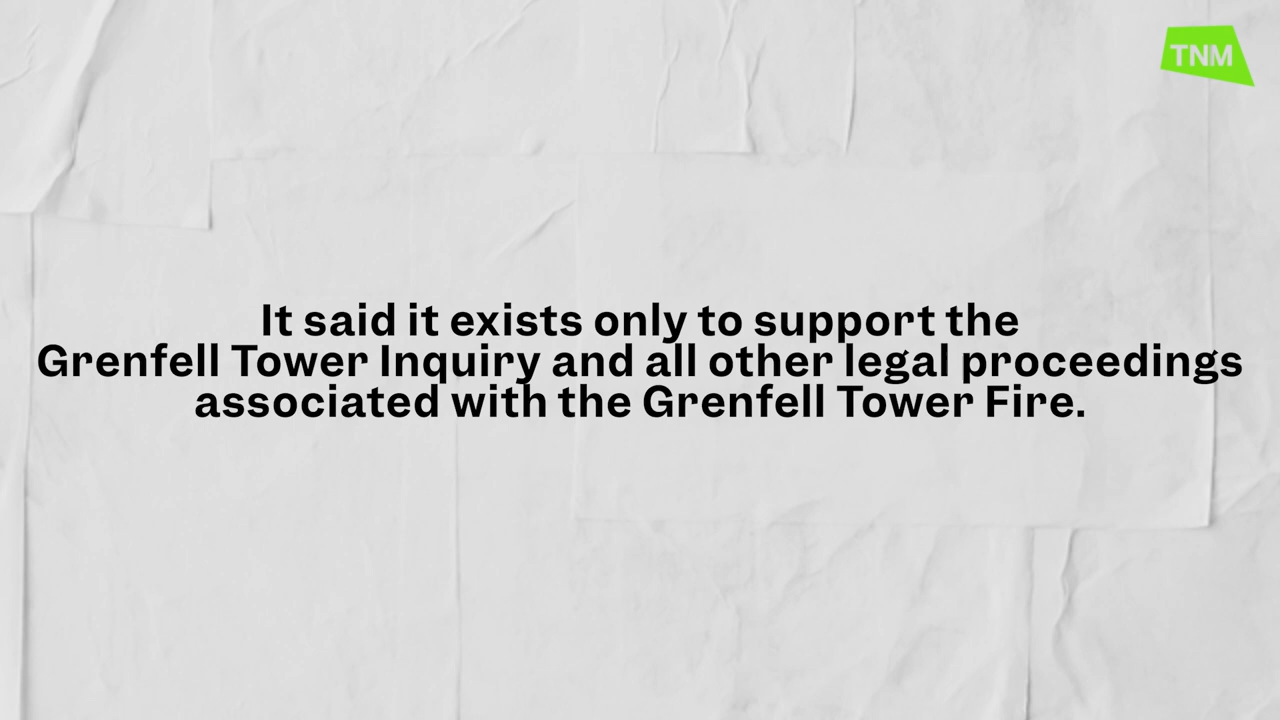 TNM
It said it exists only to support the
Grenfell Tower Inquiry and all other legal proceedings
associated with the Grenfell Tower Fire.